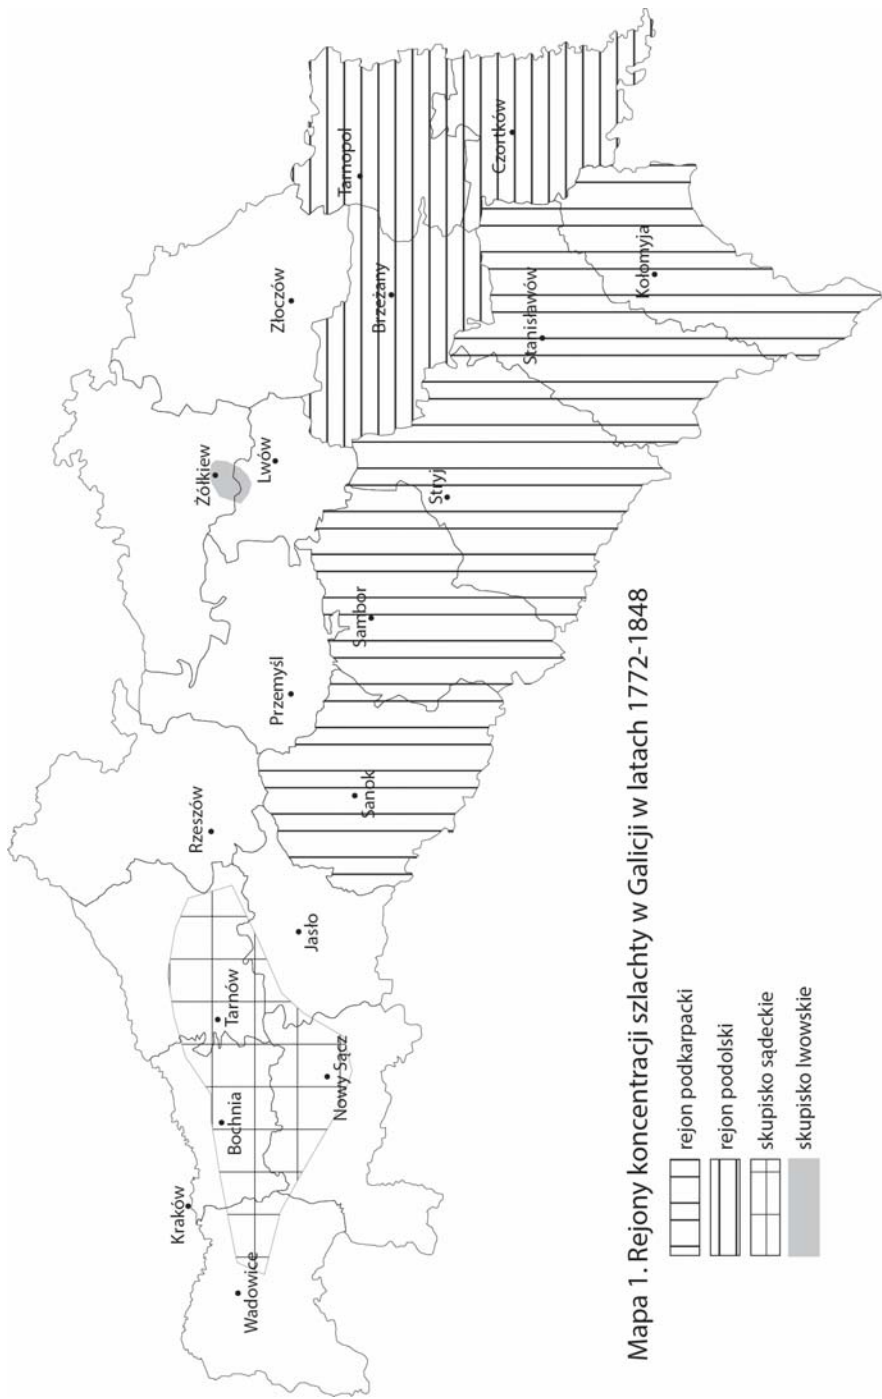 Rzeszów
Kraków
Żółkiew
Tarnów
Bochnia
Wadowice
Lwów
Złoczów
Przemyśl
Jasło
Nowy Sącz
Tarnopol
Sanok
Sambor
Brzeżany
Stryj
Czortków
Stanisławów
Kołomyja
Mapa 1. Rejony koncentracji szlachty w Galicji w latach 1772-1848
rejon podkarpacki
rejon podolski
skupisko sądeckie
skupisko lwowskie